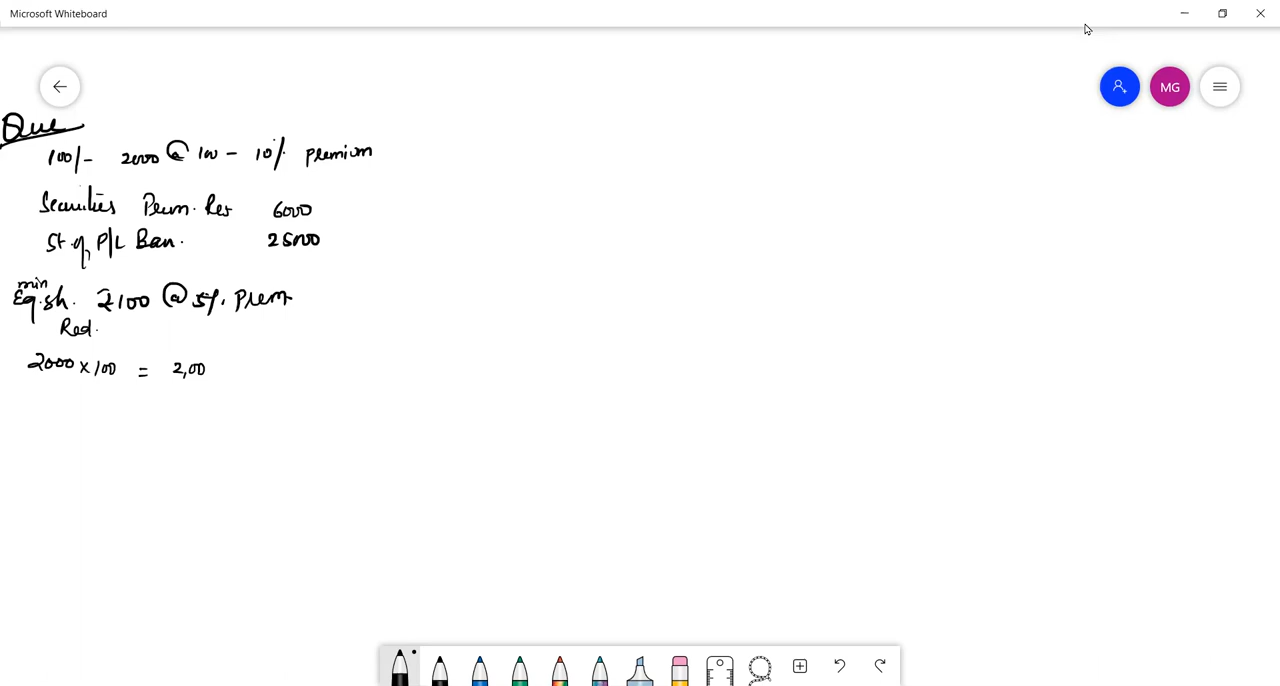 Microsoft Whiteboard
MG
Que
100/- 2000 @ 100 - 10% premium
Securities Prem. Res 6000
St. of P/L Ban. 25000
min
Eq. sh. 2100 @ 5% Prem
Red.
2000 × 100 = 2,00